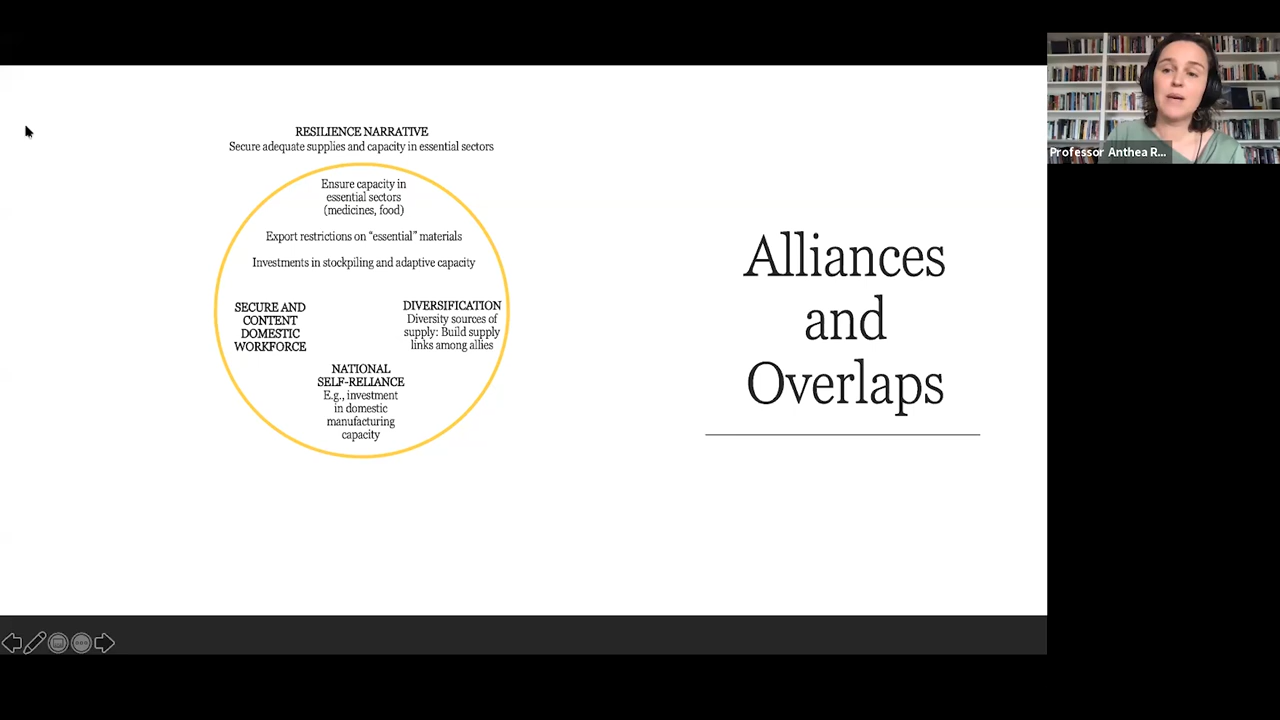 RESILIENCE NARRATIVE
Secure adequate supplies and capacity in essential sectors
Ensure capacity in
essential sectors
(medicines, food)
Export restrictions on “essential” materials
Investments in stockpiling and adaptive capacity
SECURE AND
CONTENT
DOMESTIC
WORKFORCE
DIVERSIFICATION
Diversity sources of
supply: Build supply
links among allies
NATIONAL
SELF-RELIANCE
E.g., investment
in domestic
manufacturing
capacity
Alliances
and
Overlaps
Professor Anthea R...